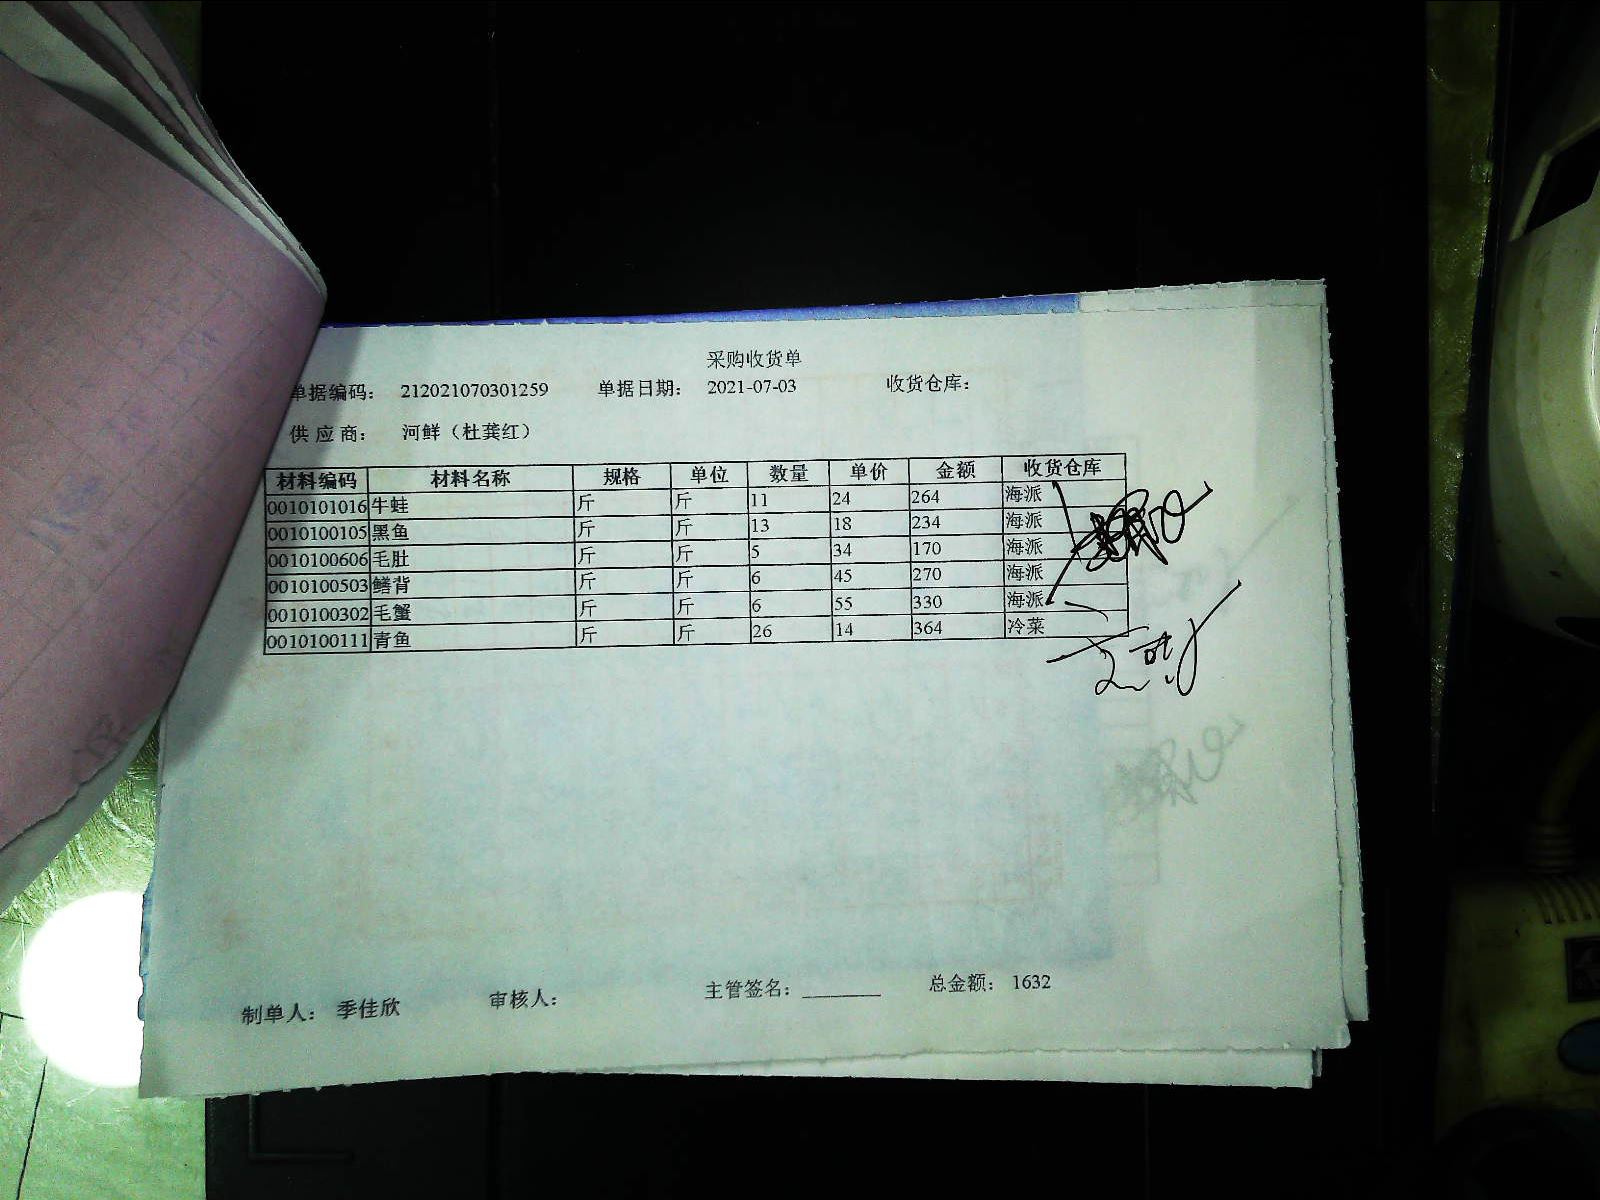 采购收货单
单据编码： 212021070301259 单据日期： 2021-07-03 收货仓库：
供应商： 河鲜（杜龚红）
材料编码 材料名称 规格 单位 数量 单价 金额 收货仓库
0010101016 牛蛙 斤 斤 11 24 264 海派
0010100105 黑鱼 斤 斤 13 18 234 海派
0010100606 毛肚 斤 斤 5 34 170 海派
0010100503 鳝背 斤 斤 6 45 270 海派
0010100302 毛蟹 斤 斤 6 55 330 海派
0010100111 青鱼 斤 斤 26 14 364 冷菜
制单人： 季佳欣 审核人： 主管签名： 总金额： 1632